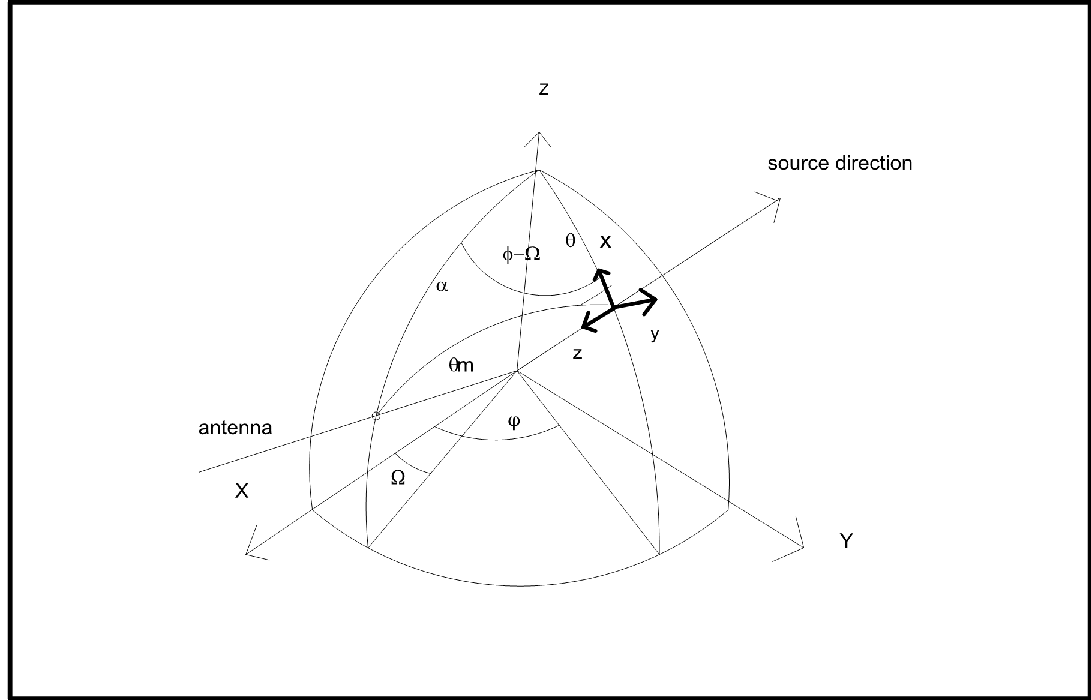 z
source direction
θ
x
ϕ−Ω
α
y
z
θm
antenna
φ
Ω
X
Y